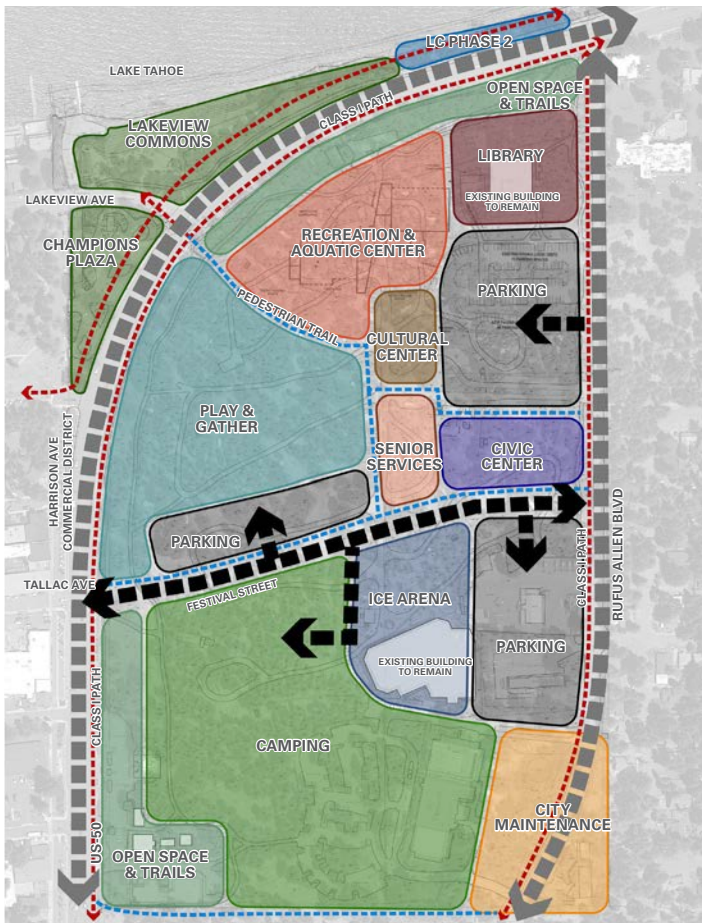 LC PHASE 2
LAKE TAHOE
CLASS I PATH
OPEN SPACE
& TRAILS
LAKEVIEW
COMMONS
LIBRARY
EXISTING BUILDING
TO REMAIN
LAKEVIEW AVE
CHAMPIONS
PLAZA
RECREATION &
AQUATIC CENTER
PARKING
PEDESTRIAN TRAIL
CULTURAL
CENTER
PLAY &
GATHER
SENIOR
SERVICES
CIVIC
CENTER
HARRISON AVE
COMMERCIAL DISTRICT
PARKING
TALLAC AVE
FESTIVAL STREET
CLASS I PATH
RUFUS ALLEN BLVD
ICE ARENA
EXISTING BUILDING
TO REMAIN
PARKING
CLASS I PATH
CAMPING
US-50
OPEN SPACE
& TRAILS
CITY
MAINTENANCE